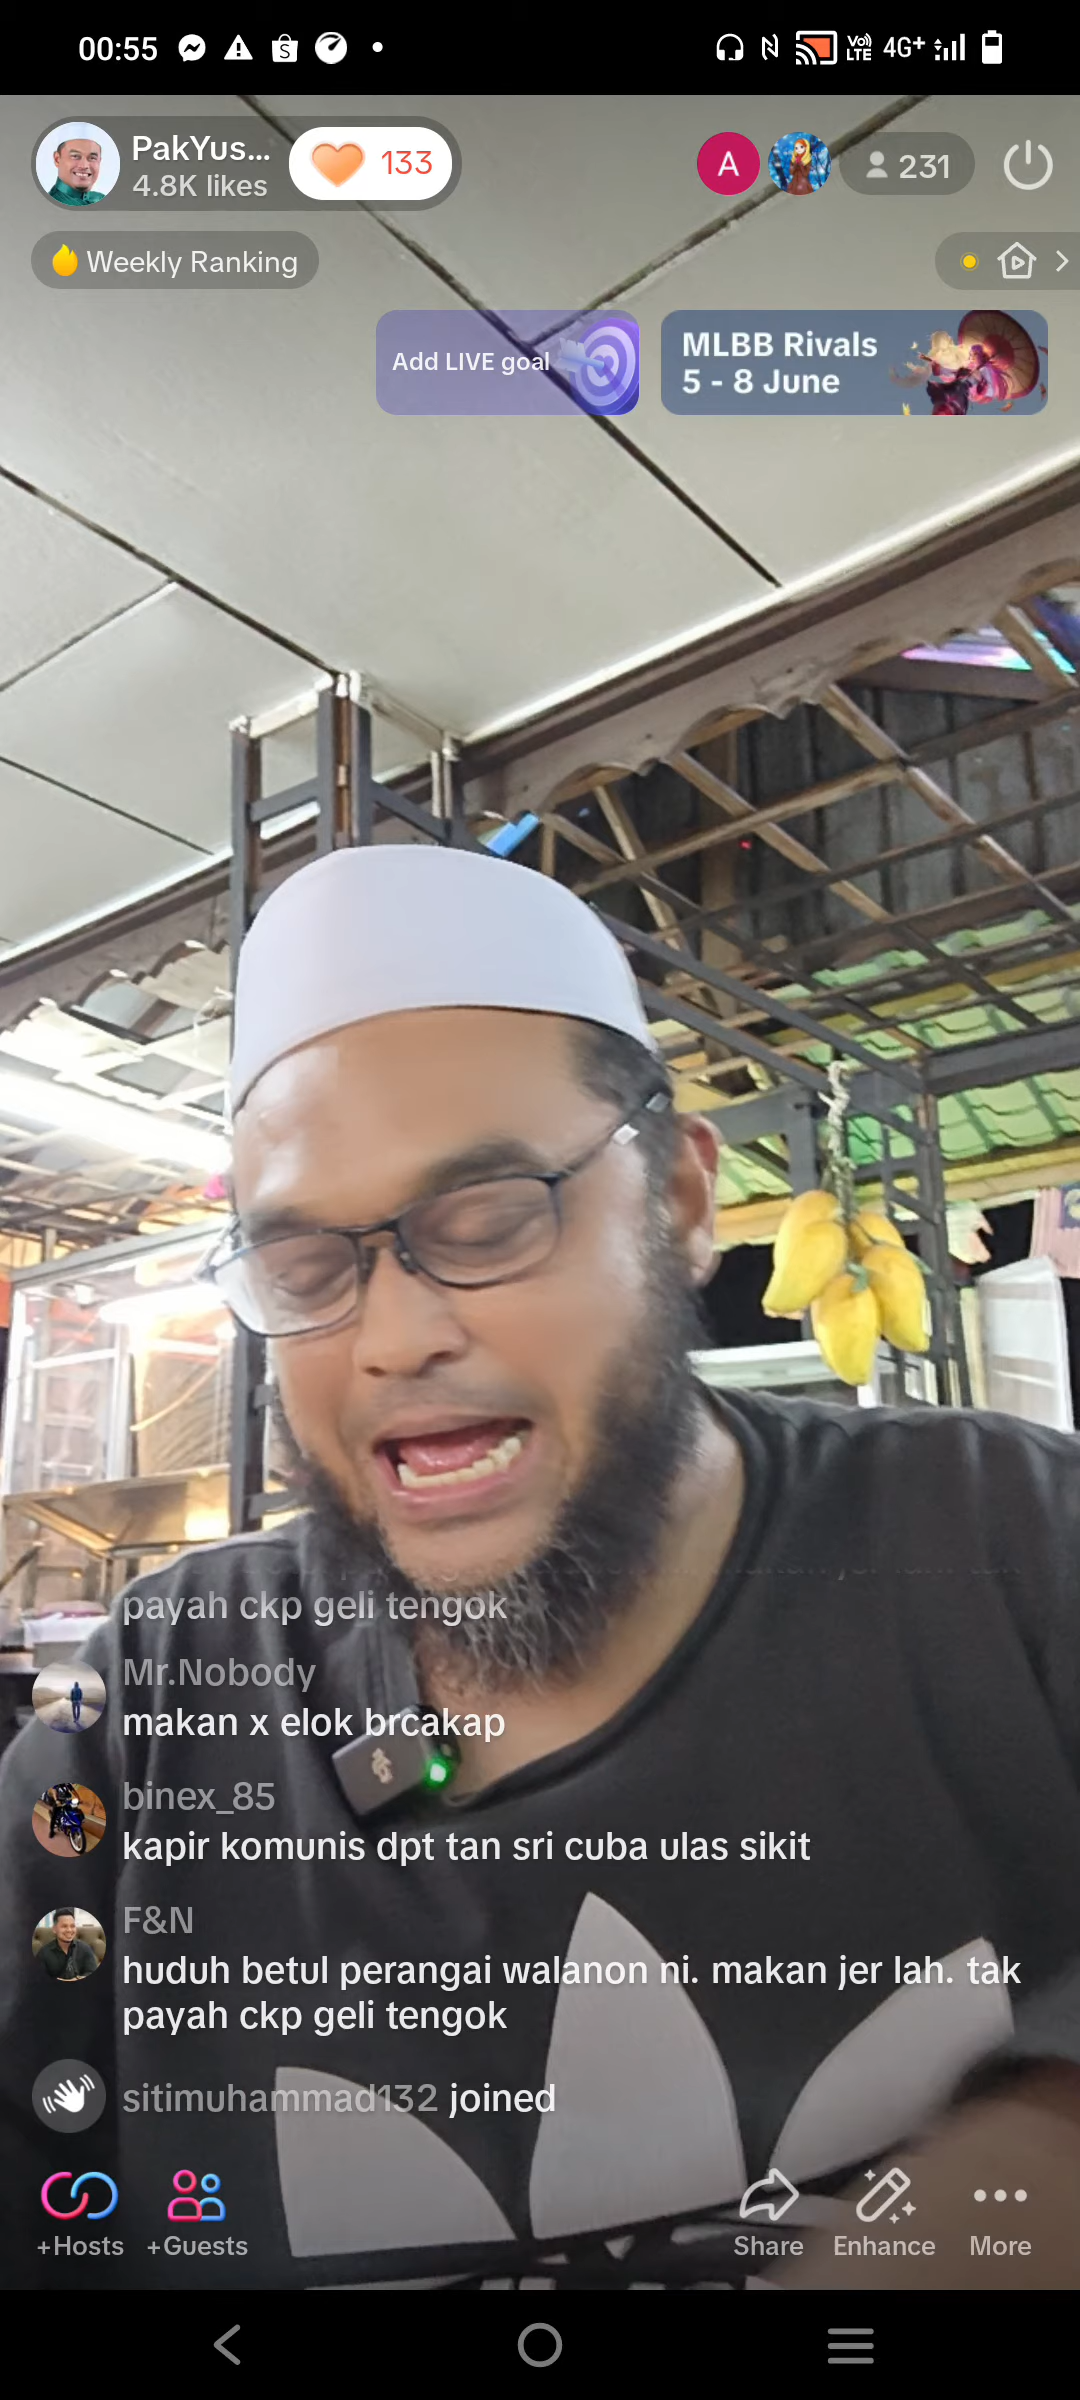 00:55
4G+
Vo)) LTE
PakYus...
4.8K likes
133
A
231
Weekly Ranking
Add LIVE goal
MLBB Rivals
5 - 8 June
payah ckp geli tengok
Mr.Nobody
makan x elok brcakap
binex_85
kapir komunis dpt tan sri cuba ulas sikit
F&N
huduh betul perangai walanon ni. makan jer lah. tak
payah ckp geli tengok
sitimuhammad132 joined
+Hosts
+Guests
Share
Enhance
More